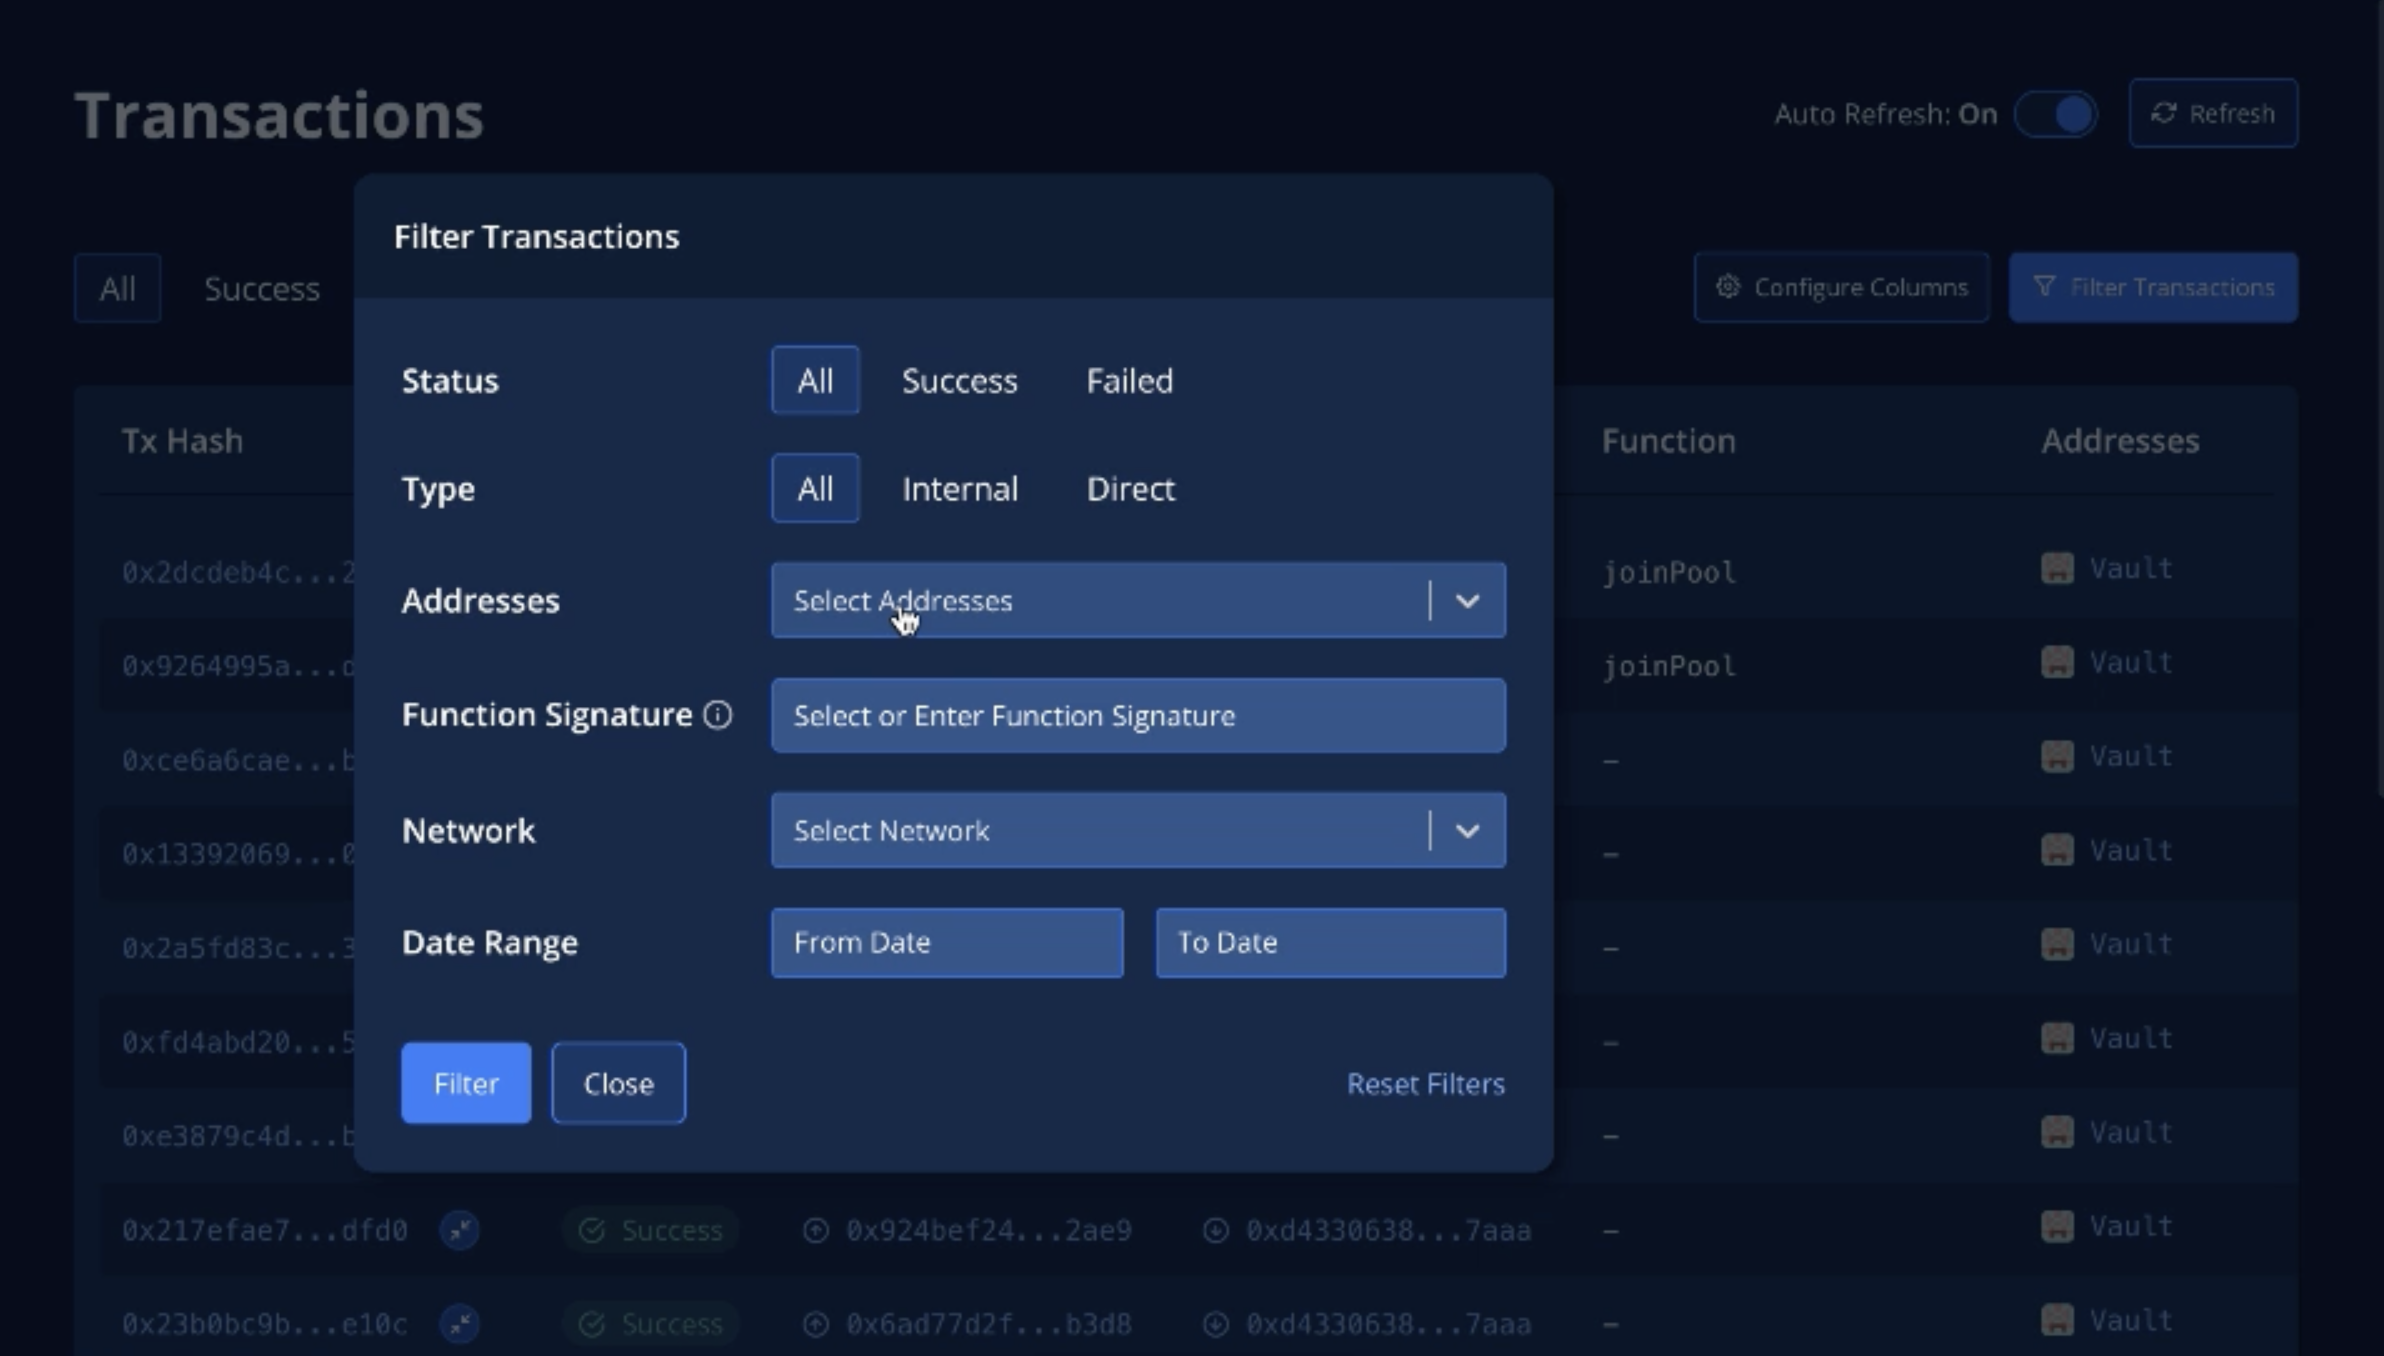 Transactions
Auto Refresh: On
Refresh
All
Success
Configure Columns
Filter Transactions
Filter Transactions
Status
All
Success
Failed
Type
All
Internal
Direct
Addresses
Select Addresses
Function Signature
Select or Enter Function Signature
Network
Select Network
Date Range
From Date
To Date
Filter
Close
Reset Filters
Tx Hash
Function
Addresses
0x2dcdeb4c...2
joinPool
Vault
0x9264995a...d
joinPool
Vault
0xce6a6cae...b
–
Vault
0x13392069...0
–
Vault
0x2a5fd83c...3
–
Vault
0xfd4abd20...5
–
Vault
0xe3879c4d...b
–
Vault
0x217efae7...dfd0
Success
0x924bef24...2ae9
0xd4330638...7aaa
–
Vault
0x23b0bc9b...e10c
Success
0x6ad77d2f...b3d8
0xd4330638...7aaa
–
Vault